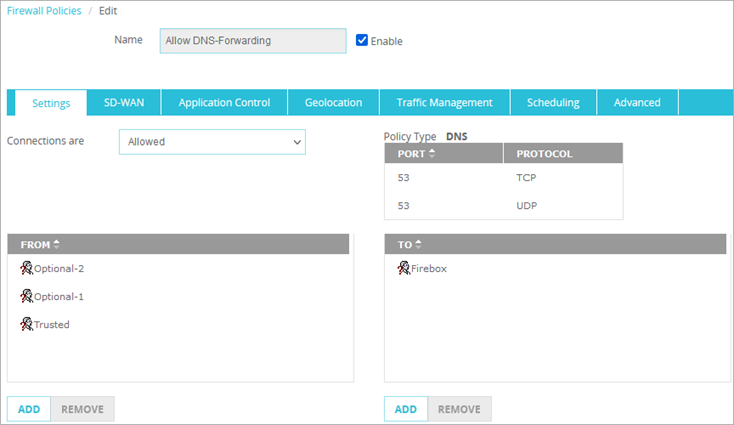 Firewall Policies / Edit
Name Allow DNS-Forwarding Enable
Settings SD-WAN Application Control Geolocation Traffic Management Scheduling Advanced
Connections are Allowed
Policy Type DNS
PORT PROTOCOL
53 TCP
53 UDP
FROM
Optional-2
Optional-1
Trusted
ADD REMOVE
TO
Firebox
ADD REMOVE